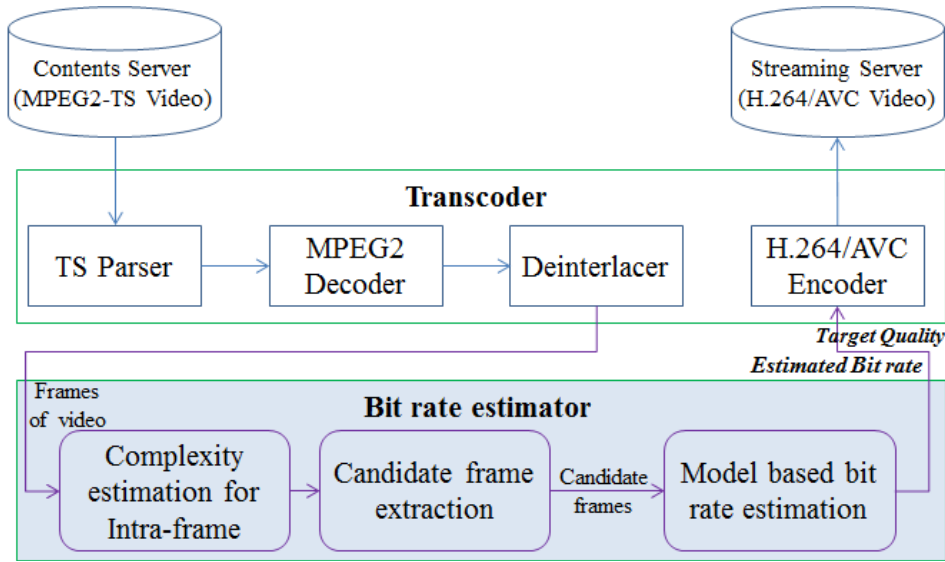 Contents Server
(MPEG2-TS Video)
Streaming Server
(H.264/AVC Video)
Transcoder
TS Parser
MPEG2
Decoder
Deinterlacer
H.264/AVC
Encoder
Target Quality
Estimated Bit rate
Frames
of video
Bit rate estimator
Complexity
estimation for
Intra-frame
Candidate frame
extraction
Candidate
frames
Model based bit
rate estimation